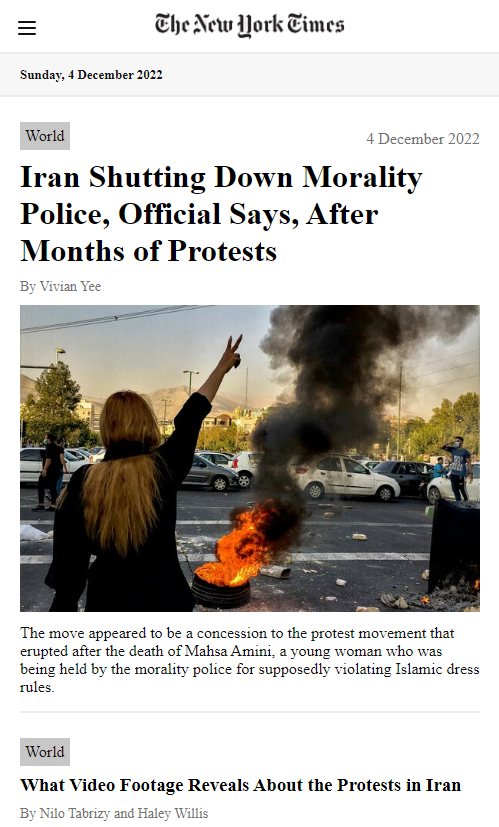 The New York Times
Sunday, 4 December 2022
World
4 December 2022
Iran Shutting Down Morality
Police, Official Says, After
Months of Protests
By Vivian Yee
The move appeared to be a concession to the protest movement that
erupted after the death of Mahsa Amini, a young woman who was
being held by the morality police for supposedly violating Islamic dress
rules.
World
What Video Footage Reveals About the Protests in Iran
By Nilo Tabrizy and Haley Willis